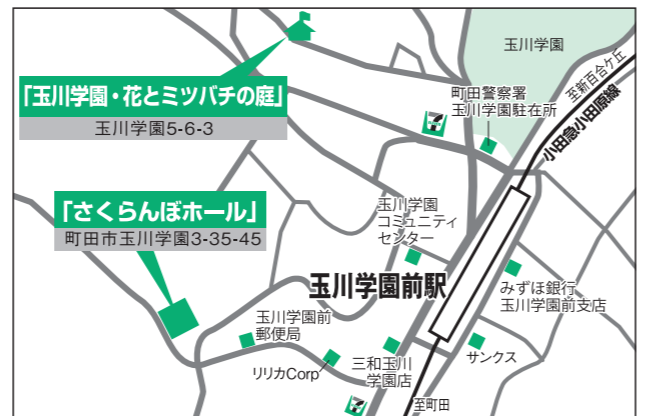 玉川学園
至新百合ケ丘
小田急小田原線
町田警察署
玉川学園駐在所
「玉川学園・花とミツバチの庭」
玉川学園5-6-3
「さくらんぼホール」
町田市玉川学園3-35-45
玉川学園
コミュニティ
センター
玉川学園前駅
みずほ銀行
玉川学園前支店
玉川学園前
郵便局
サンクス
三和玉川
学園店
リリカCorp
至町田